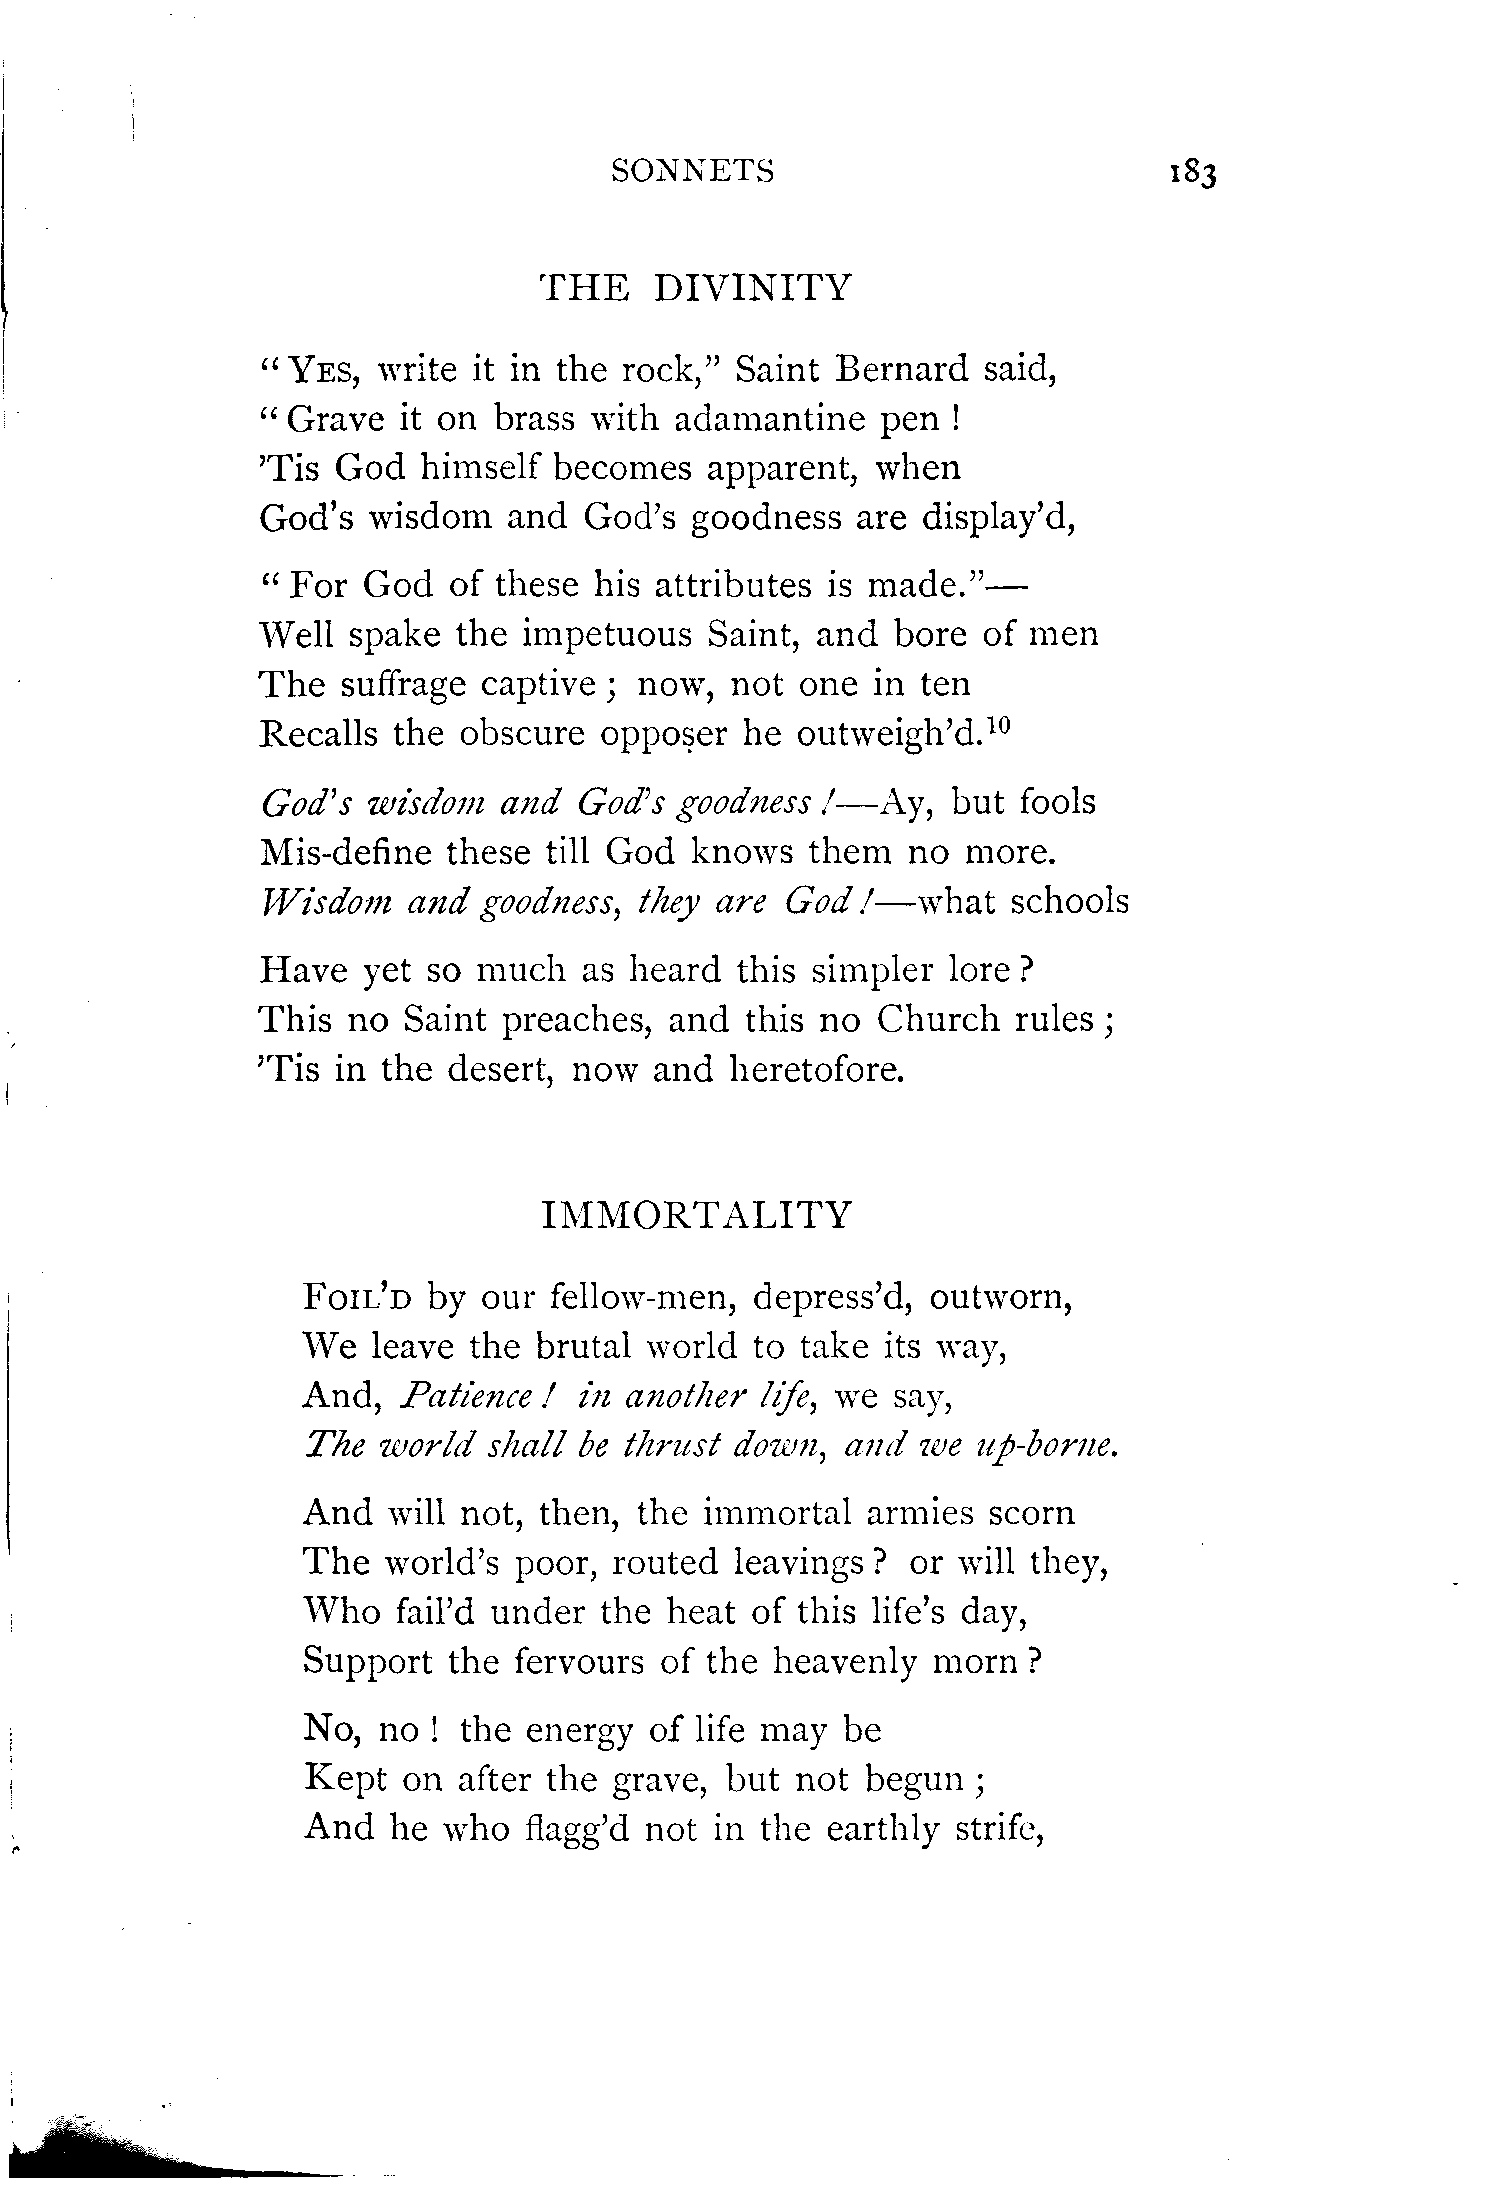 SONNETS 183
THE DIVINITY
“ YES, write it in the rock,” Saint Bernard said,
“ Grave it on brass with adamantine pen !
’Tis God himself becomes apparent, when
God’s wisdom and God’s goodness are display’d,
“ For God of these his attributes is made.”—
Well spake the impetuous Saint, and bore of men
The suffrage captive ; now, not one in ten
Recalls the obscure opposer he outweigh’d.¹⁰
God’s wisdom and God’s goodness !—Ay, but fools
Mis-define these till God knows them no more.
Wisdom and goodness, they are God !—what schools
Have yet so much as heard this simpler lore ?
This no Saint preaches, and this no Church rules ;
’Tis in the desert, now and heretofore.
IMMORTALITY
FOIL’D by our fellow-men, depress’d, outworn,
We leave the brutal world to take its way,
And, Patience ! in another life, we say,
The world shall be thrust down, and we up-borne.
And will not, then, the immortal armies scorn
The world’s poor, routed leavings ? or will they,
Who fail’d under the heat of this life’s day,
Support the fervours of the heavenly morn ?
No, no ! the energy of life may be
Kept on after the grave, but not begun ;
And he who flagg’d not in the earthly strife,